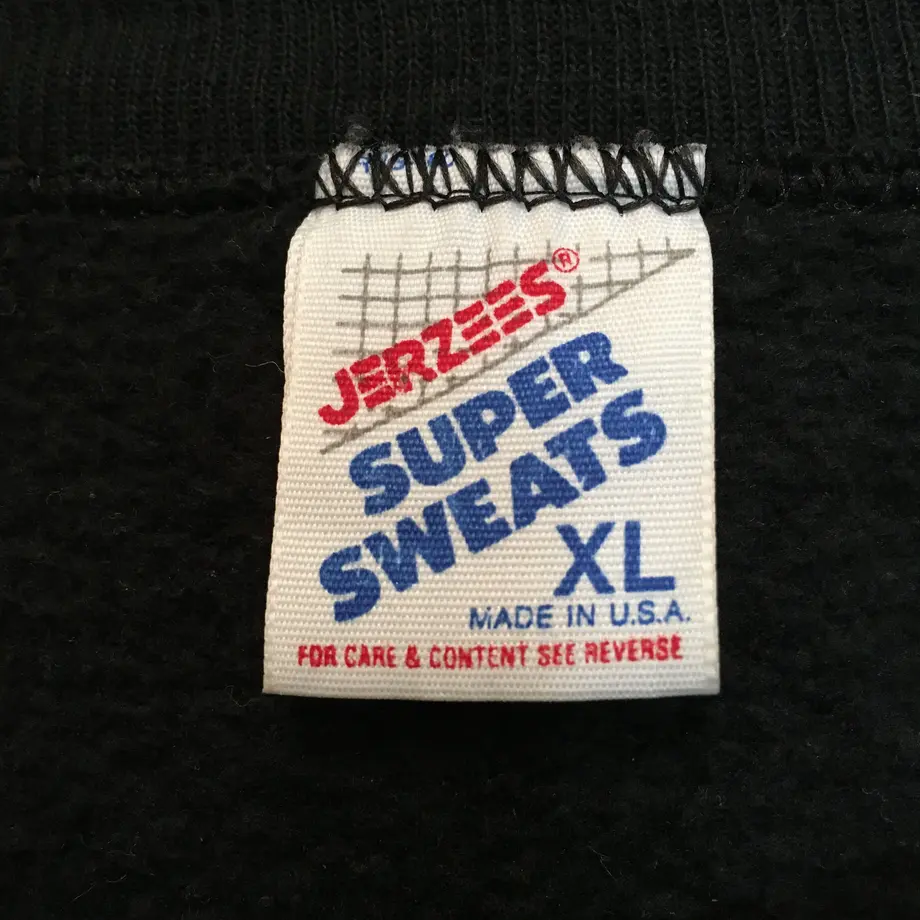 JERZEES®
SUPER
SWEATS
XL
MADE IN U.S.A.
FOR CARE & CONTENT SEE REVERSE